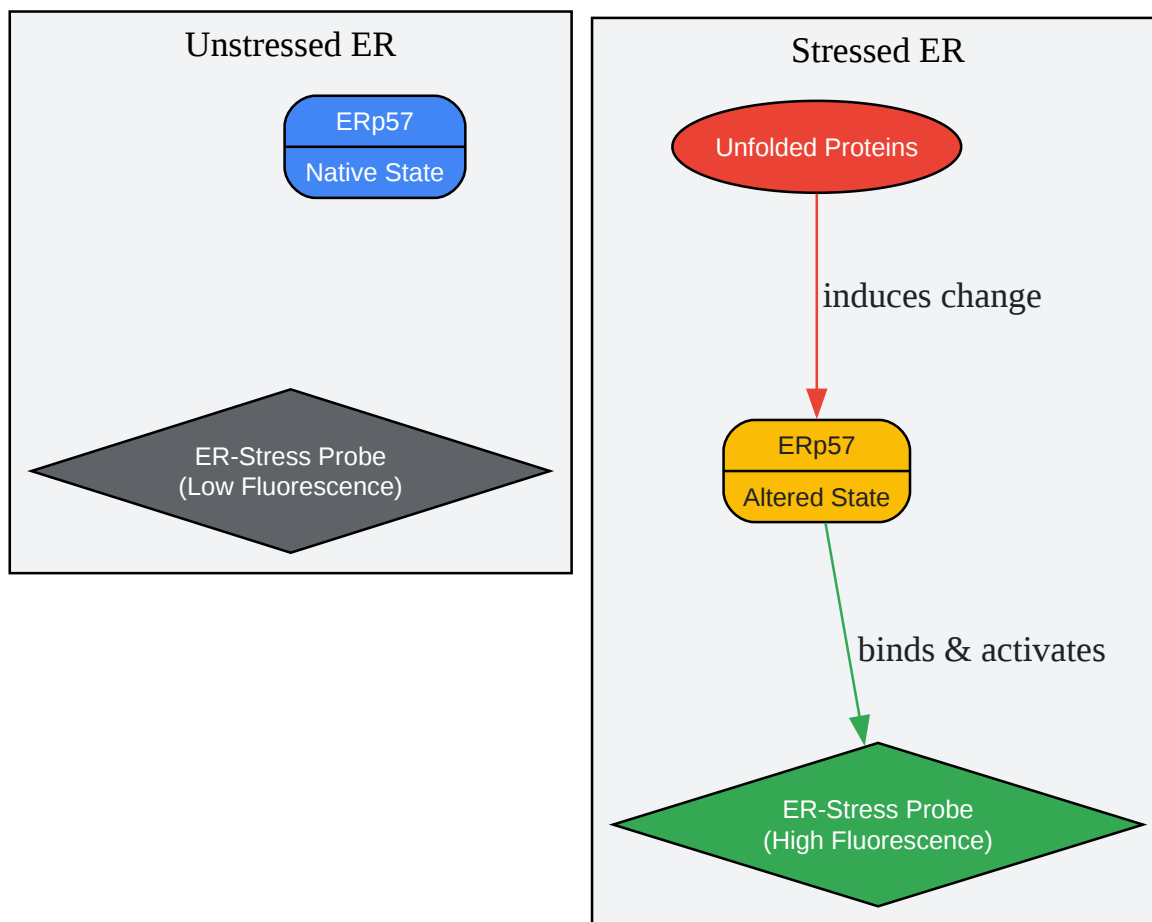 Unstressed ER
ERp57
Native State
ER-Stress Probe
(Low Fluorescence)
Stressed ER
Unfolded Proteins
induces change
ERp57
Altered State
binds & activates
ER-Stress Probe
(High Fluorescence)